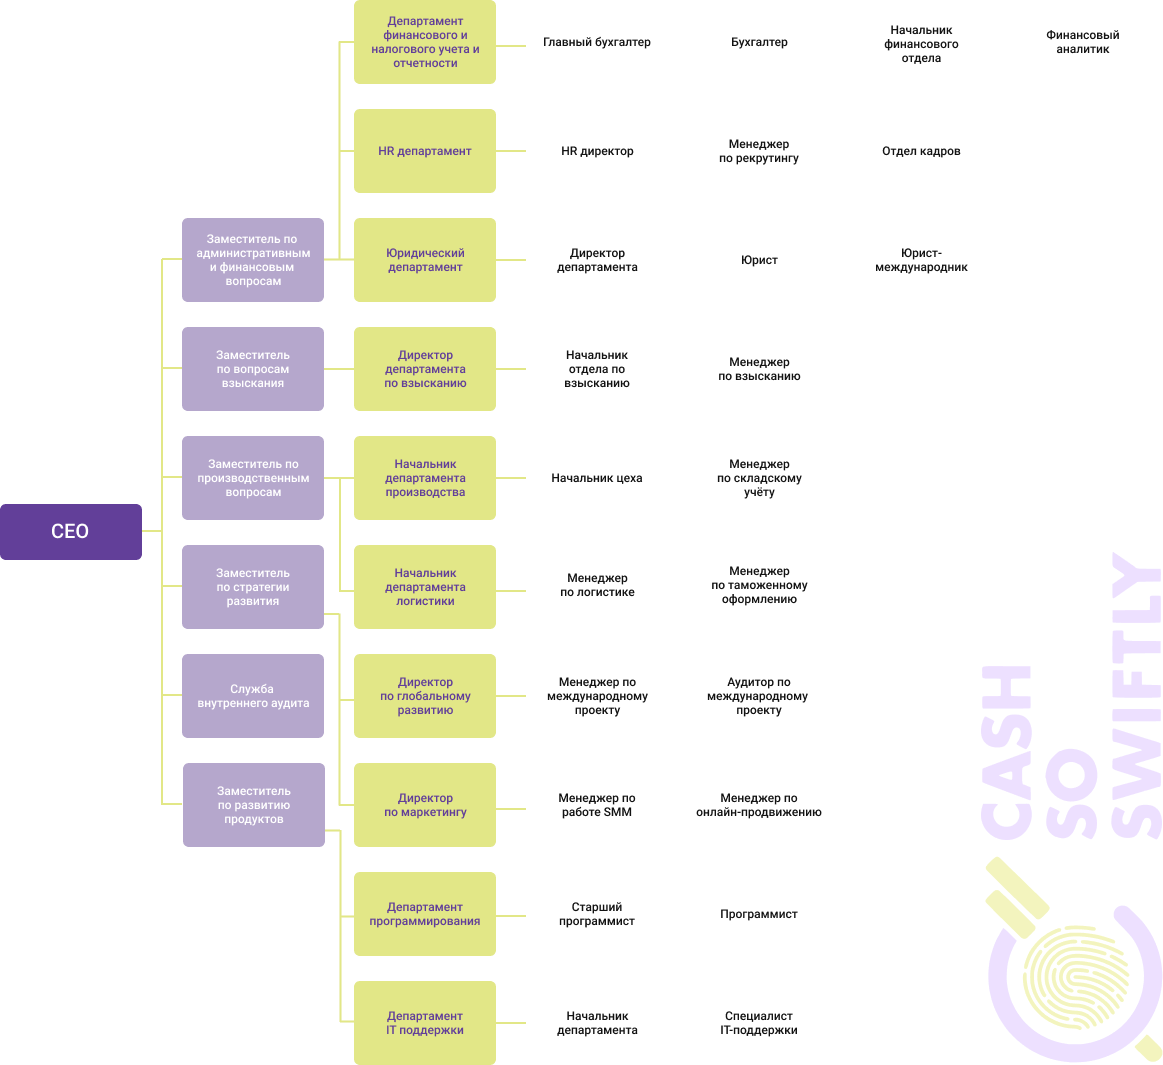 Департамент
финансового и
налогового учета и
отчетности
Главный бухгалтер
Бухгалтер
Начальник
финансового
отдела
Финансовый
аналитик
HR департамент
HR директор
Менеджер
по рекрутингу
Отдел кадров
Заместитель по
административным
и финансовым
вопросам
Юридический
департамент
Директор
департамента
Юрист
Юрист-
международник
Заместитель
по вопросам
взыскания
Директор
департамента
по взысканию
Начальник
отдела по
взысканию
Менеджер
по взысканию
Заместитель по
производственным
вопросам
Начальник
департамента
производства
Начальник цеха
Менеджер
по складскому
учёту
CEO
Заместитель
по стратегии
развития
Начальник
департамента
логистики
Менеджер
по логистике
Менеджер
по таможенному
оформлению
Служба
внутреннего аудита
Директор
по глобальному
развитию
Менеджер по
международному
проекту
Аудитор по
международному
проекту
Заместитель
по развитию
продуктов
Директор
по маркетингу
Менеджер по
работе SMM
Менеджер по
онлайн-продвижению
Департамент
программирования
Старший
программист
Программист
Департамент
IT поддержки
Начальник
департамента
Специалист
IT-поддержки
CASH
SO
SWIFTLY